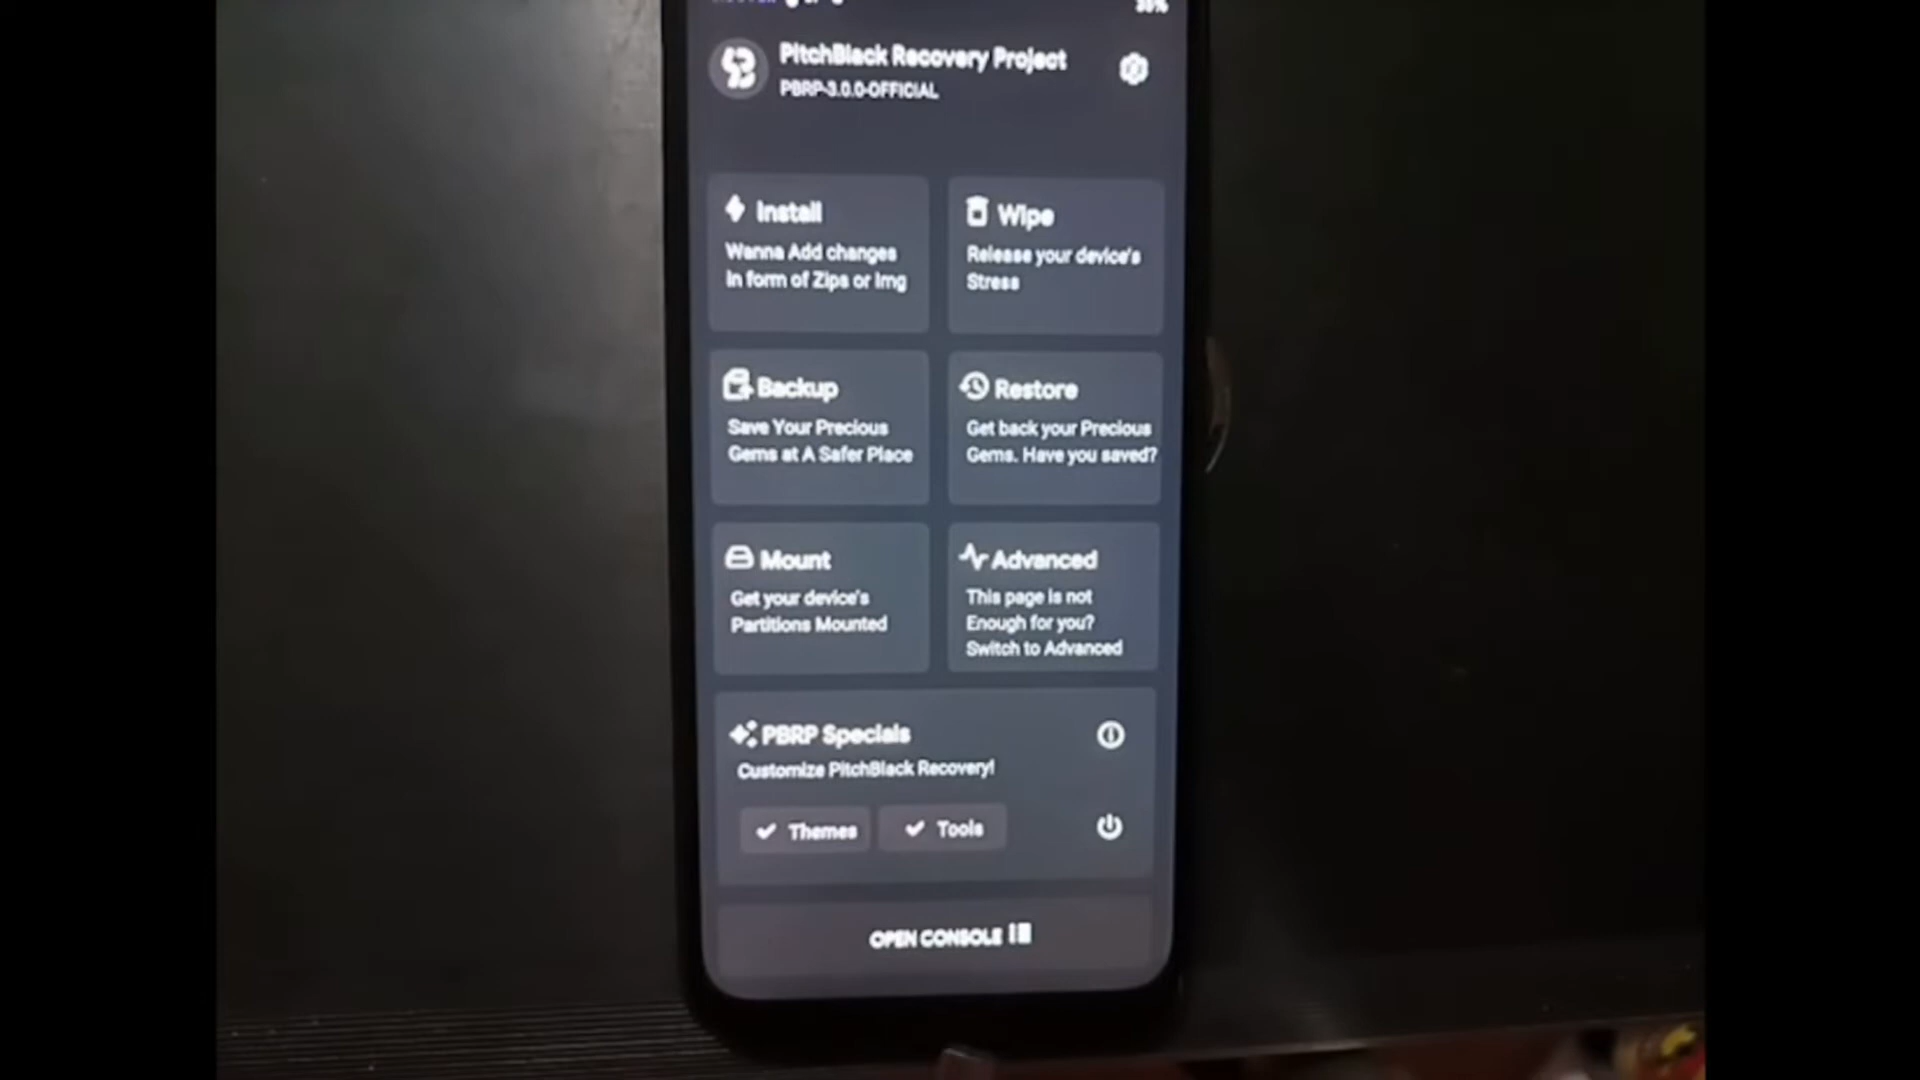 PitchBlack Recovery Project
PBRP-3.0.0-OFFICIAL
Install
Wanna Add changes
in form of Zips or Img
Wipe
Release your device's
Stress
Backup
Save Your Precious
Gems at A Safer Place
Restore
Get back your Precious
Gems. Have you saved?
Mount
Get your device's
Partitions Mounted
Advanced
This page is not
Enough for you?
Switch to Advanced
PBRP Specials
Customize PitchBlack Recovery!
Themes
Tools
OPEN CONSOLE